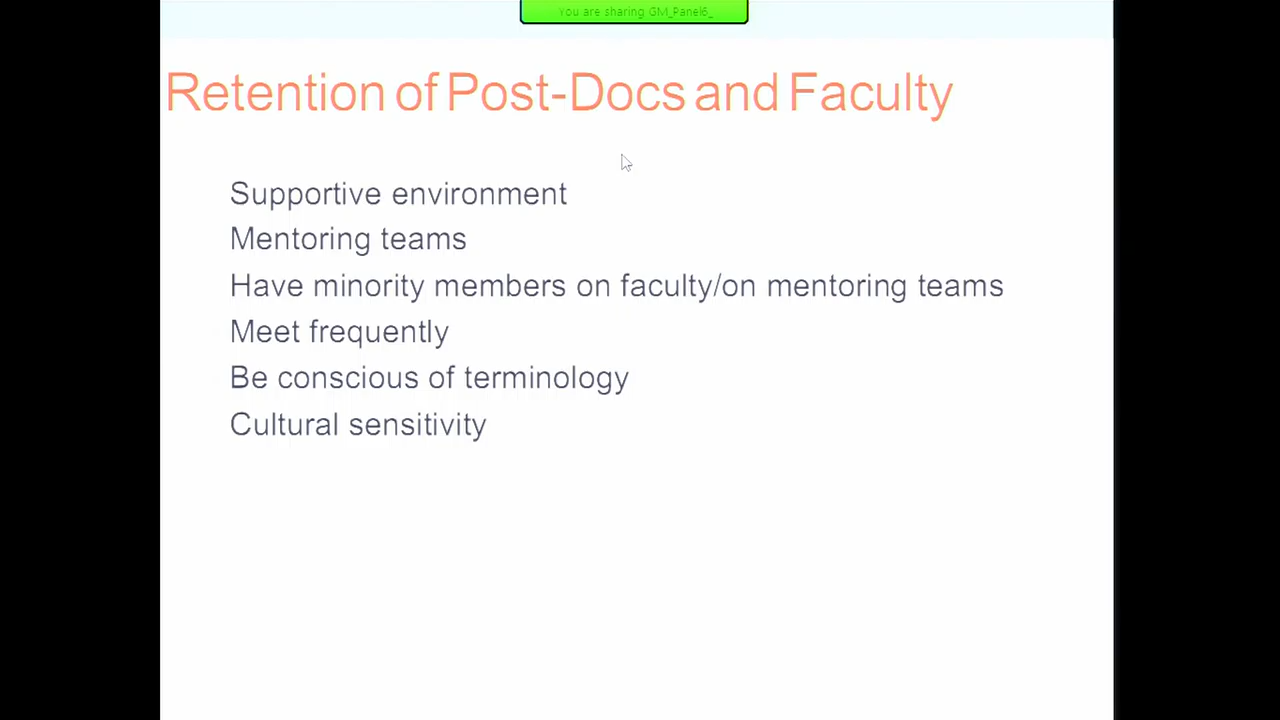 You are sharing GM_Panel6_
Retention of Post-Docs and Faculty
Supportive environment
Mentoring teams
Have minority members on faculty/on mentoring teams
Meet frequently
Be conscious of terminology
Cultural sensitivity